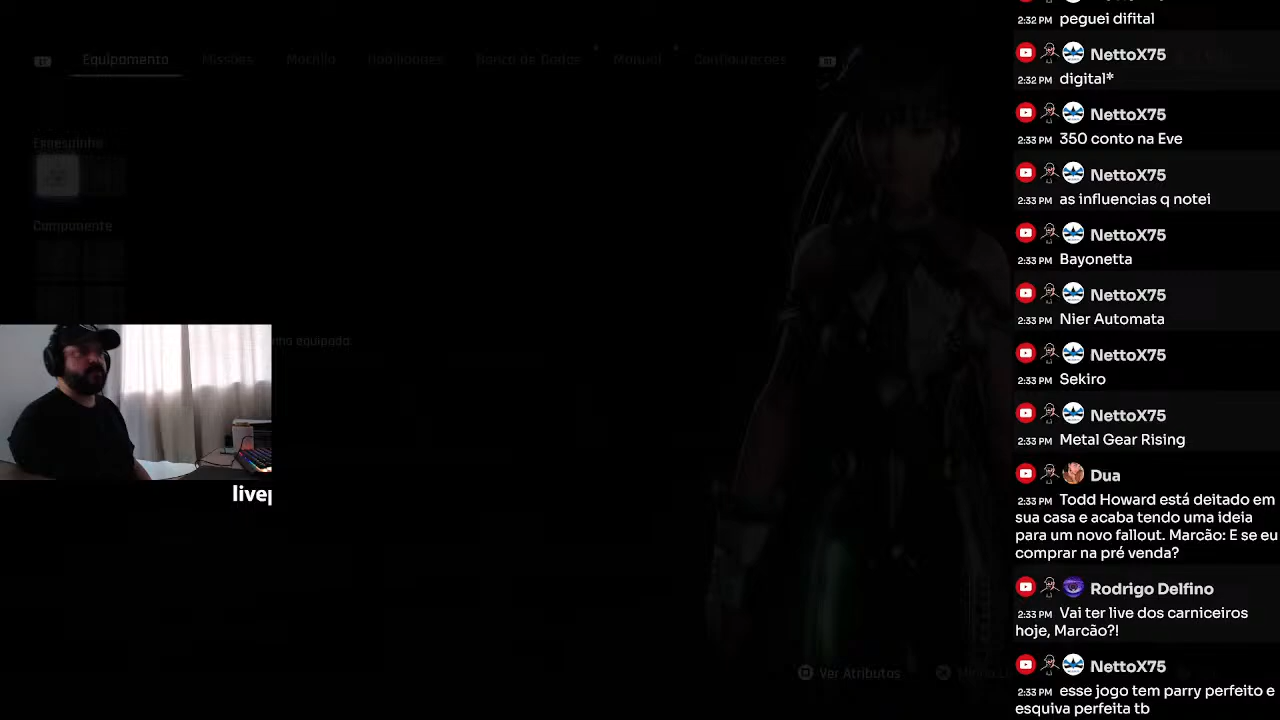 Equipamento Missões Mochila Habilidades Banco de Dados Manual Configurações
Exoespinha
Componente
ma equipada
livep
Ver Atributos
2:32 PM peguei difital
NettoX75
2:32 PM digital*
NettoX75
2:33 PM 350 conto na Eve
NettoX75
2:33 PM as influencias q notei
NettoX75
2:33 PM Bayonetta
NettoX75
2:33 PM Nier Automata
NettoX75
2:33 PM Sekiro
NettoX75
2:33 PM Metal Gear Rising
Dua
2:33 PM Todd Howard está deitado em
sua casa e acaba tendo uma ideia
para um novo fallout. Marcão: E se eu
comprar na pré venda?
Rodrigo Delfino
2:33 PM Vai ter live dos carniceiros
hoje, Marcão?!
NettoX75
2:33 PM esse jogo tem parry perfeito e
esquiva perfeita tb